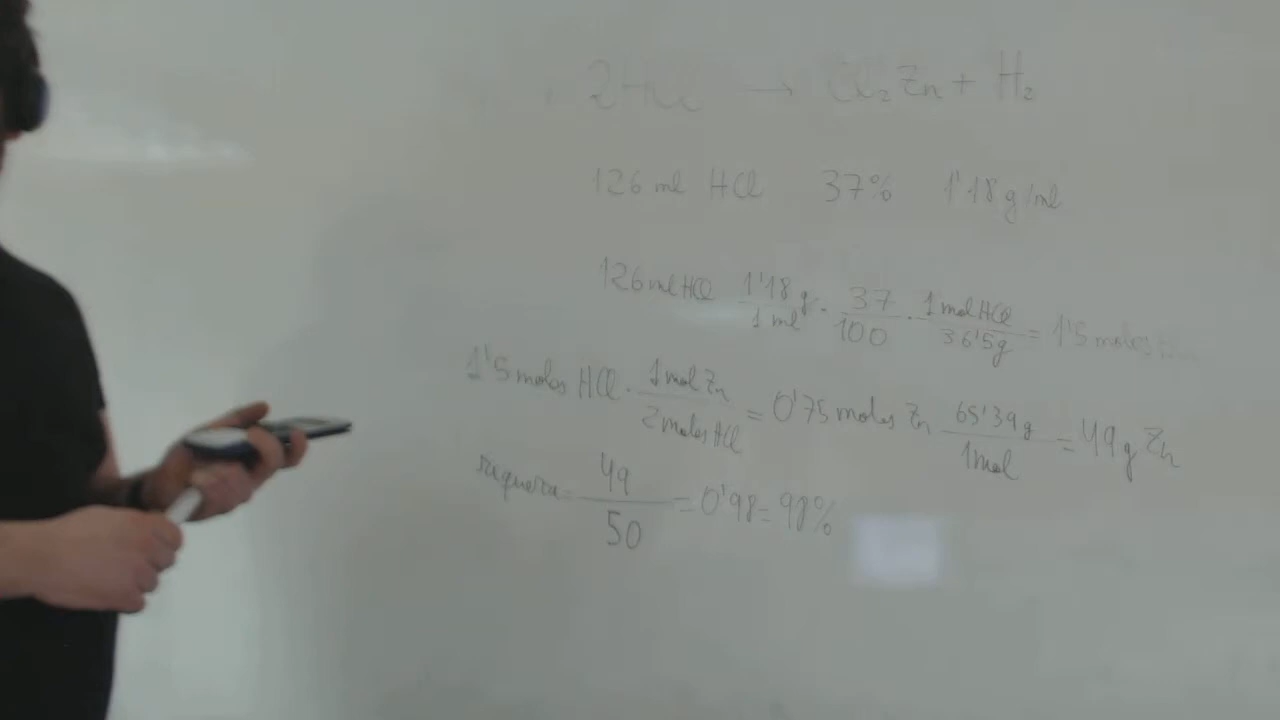 2HCl → Cl₂Zn + H₂
126 ml HCl 37% 1'18 g/ml
126 ml HCl 1'18 g / 1 ml · 37 / 100 · 1 mol HCl / 36'5 g = 1'5 moles
1'5 moles HCl · 1 mol Zn / 2 moles HCl = 0'75 moles Zn 65'39 g / 1 mol = 49 g Zn
riqueza = 49 / 50 = 0'98 = 98%